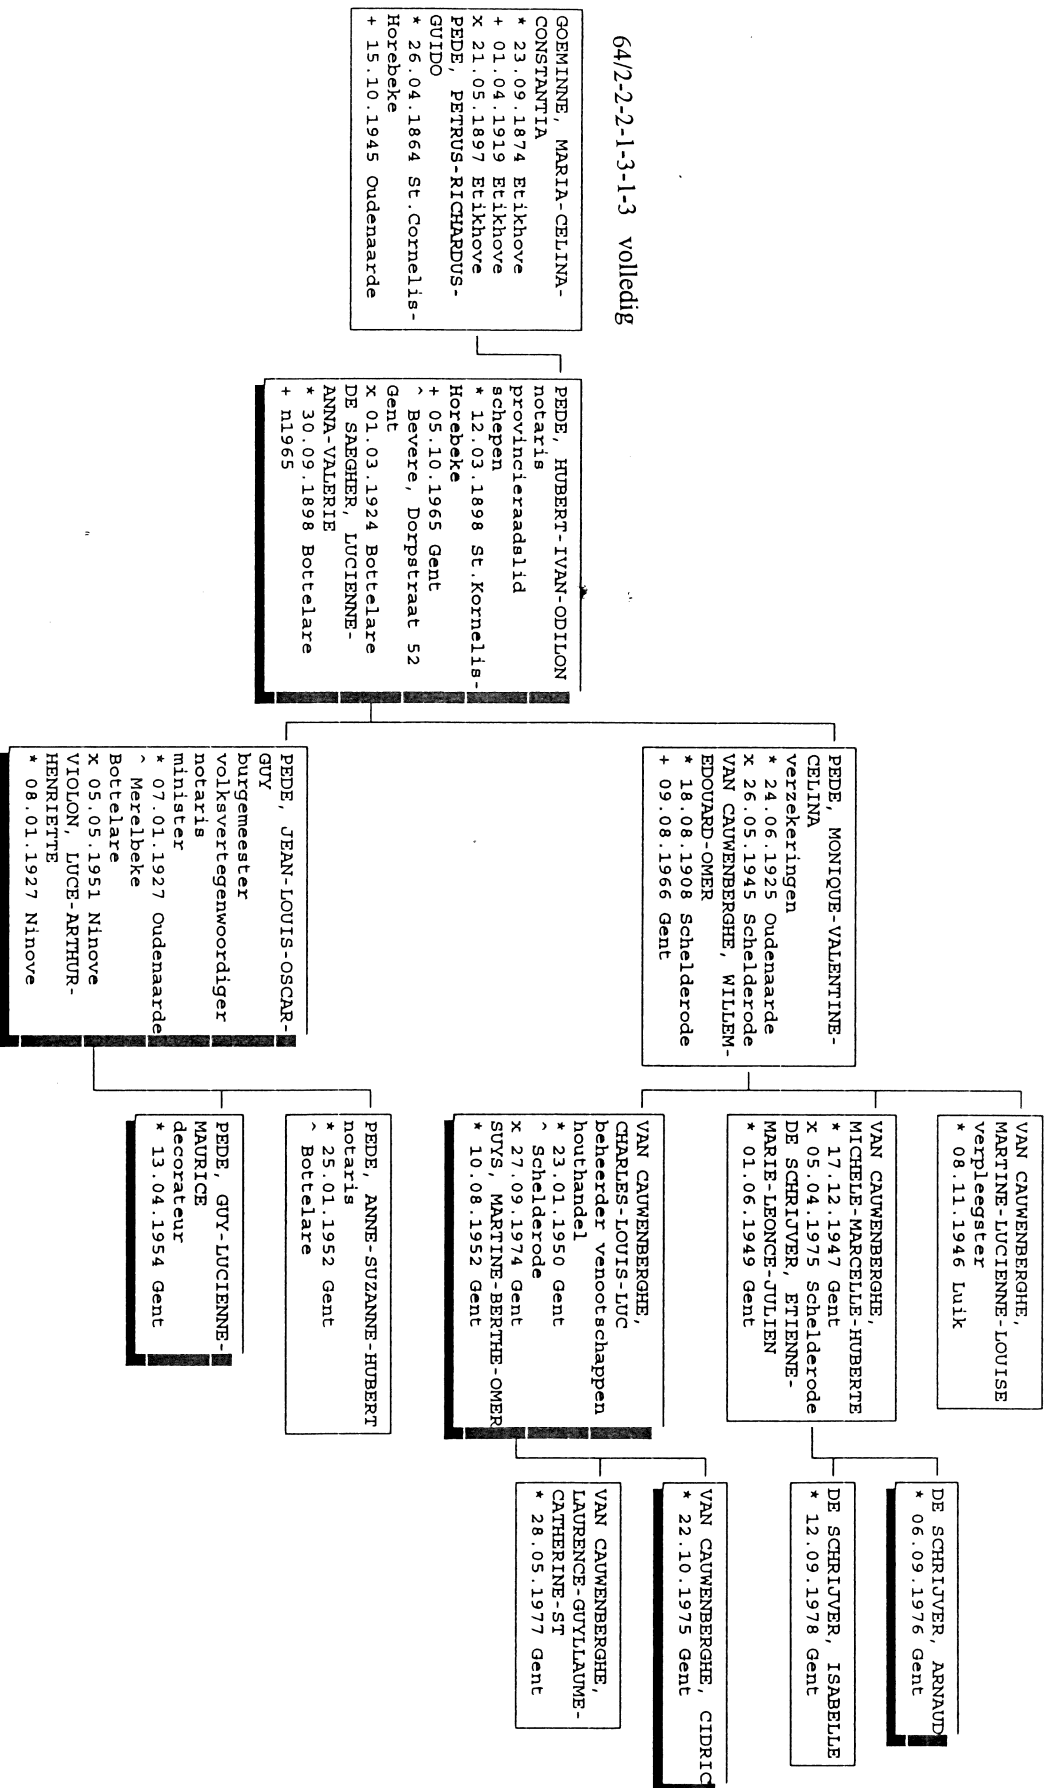 64/2-2-2-1-3-1-3 volledig
GOEMINNE, MARIA-CELINA-
CONSTANTIA
* 23.09.1874 Etikhove
+ 01.04.1919 Etikhove
x 21.05.1897 Etikhove
PEDE, PETRUS-RICHARDUS-
GUIDO
* 26.04.1864 St.Cornelis-
Horebeke
+ 15.10.1945 Oudenaarde
PEDE, HUBERT-IVAN-ODILON
notaris
provincieraadslid
schepen
* 12.03.1898 St.Kornelis-
Horebeke
+ 05.10.1965 Gent
^ Bevere, Dorpstraat 52
Gent
x 01.03.1924 Bottelare
DE SAEGHER, LUCIENNE-
ANNA-VALERIE
* 30.09.1898 Bottelare
+ n1965
PEDE, MONIQUE-VALENTINE-
CELINA
verzekeringen
* 24.06.1925 Oudenaarde
x 26.05.1945 Schelderode
VAN CAUWENBERGHE, WILLEM-
EDOUARD-OMER
* 18.08.1908 Schelderode
+ 09.08.1966 Gent
PEDE, JEAN-LOUIS-OSCAR-
GUY
burgemeester
volksvertegenwoordiger
notaris
minister
* 07.01.1927 Oudenaarde
^ Merelbeke
Bottelare
x 05.05.1951 Ninove
VIOLON, LUCE-ARTHUR-
HENRIETTE
* 08.01.1927 Ninove
VAN CAUWENBERGHE,
MARTINE-LUCIENNE-LOUISE
verpleegster
* 08.11.1946 Luik
VAN CAUWENBERGHE,
MICHELE-MARCELLE-HUBERTE
* 17.12.1947 Gent
x 05.04.1975 Schelderode
DE SCHRIJVER, ETIENNE-
MARIE-LEONCE-JULIEN
* 01.06.1949 Gent
VAN CAUWENBERGHE,
CHARLES-LOUIS-LUC
beheerder venootschappen
houthandel
* 23.01.1950 Gent
^ Schelderode
x 27.09.1974 Gent
SUYS, MARTINE-BERTHE-OMER
* 10.08.1952 Gent
PEDE, ANNE-SUZANNE-HUBERT
notaris
* 25.01.1952 Gent
^ Bottelare
PEDE, GUY-LUCIENNE-
MAURICE
decorateur
* 13.04.1954 Gent
DE SCHRIJVER, ARNAUD
* 06.09.1976 Gent
DE SCHRIJVER, ISABELLE
* 12.09.1978 Gent
VAN CAUWENBERGHE, CIDRIC
* 22.10.1975 Gent
VAN CAUWENBERGHE,
LAURENCE-GUYLLAUME-
CATHERINE-ST
* 28.05.1977 Gent